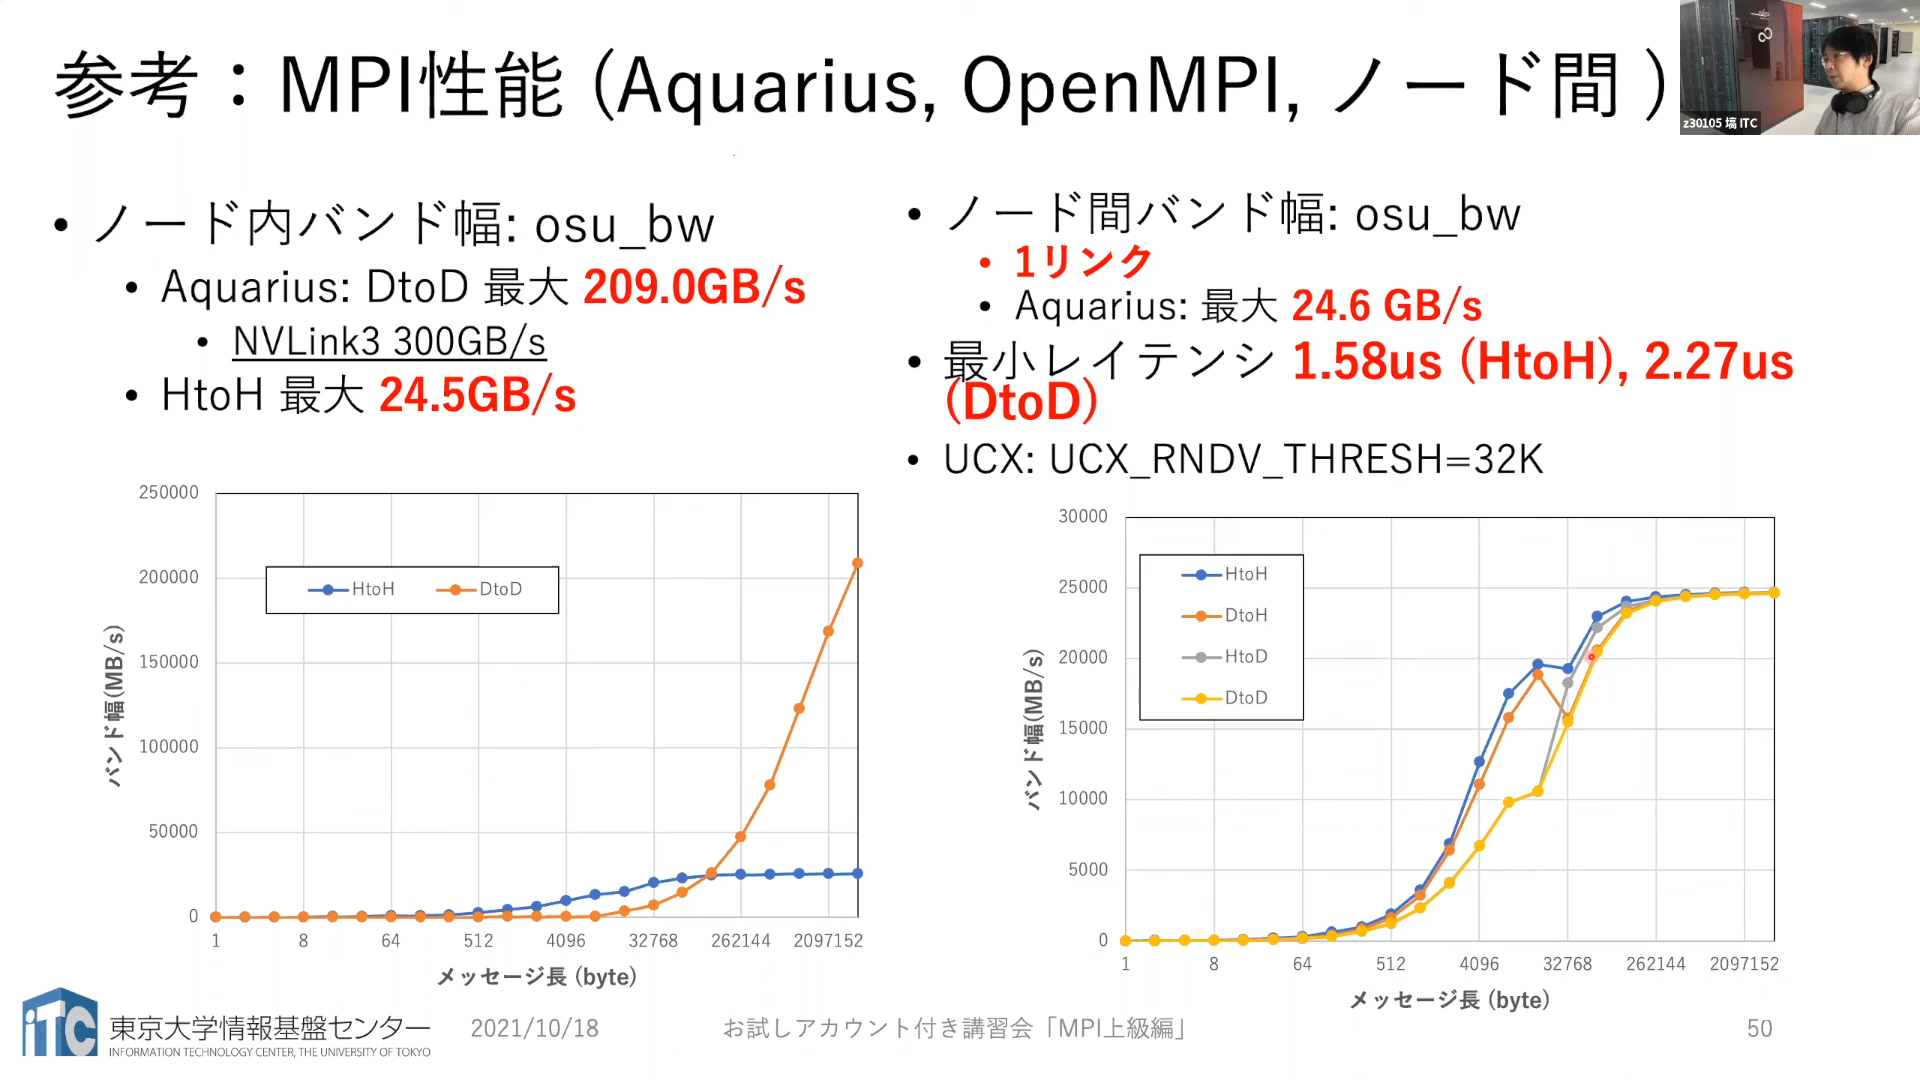 参考：MPI性能 (Aquarius, OpenMPI, ノード間 )
z30105 塙 ITC
• ノード内バンド幅: osu_bw
• Aquarius: DtoD 最大 209.0GB/s
• NVLink3 300GB/s
• HtoH 最大 24.5GB/s
• ノード間バンド幅: osu_bw
• 1リンク
• Aquarius: 最大 24.6 GB/s
• 最小レイテンシ 1.58us (HtoH), 2.27us
(DtoD)
• UCX: UCX_RNDV_THRESH=32K
250000
200000
150000
100000
50000
0
HtoH DtoD
バンド幅(MB/s)
1 8 64 512 4096 32768 262144 2097152
メッセージ長 (byte)
30000
25000
20000
15000
10000
5000
0
HtoH
DtoH
HtoD
DtoD
バンド幅(MB/s)
1 8 64 512 4096 32768 262144 2097152
メッセージ長 (byte)
iTC
東京大学情報基盤センター
INFORMATION TECHNOLOGY CENTER, THE UNIVERSITY OF TOKYO
2021/10/18
お試しアカウント付き講習会「MPI上級編」
50